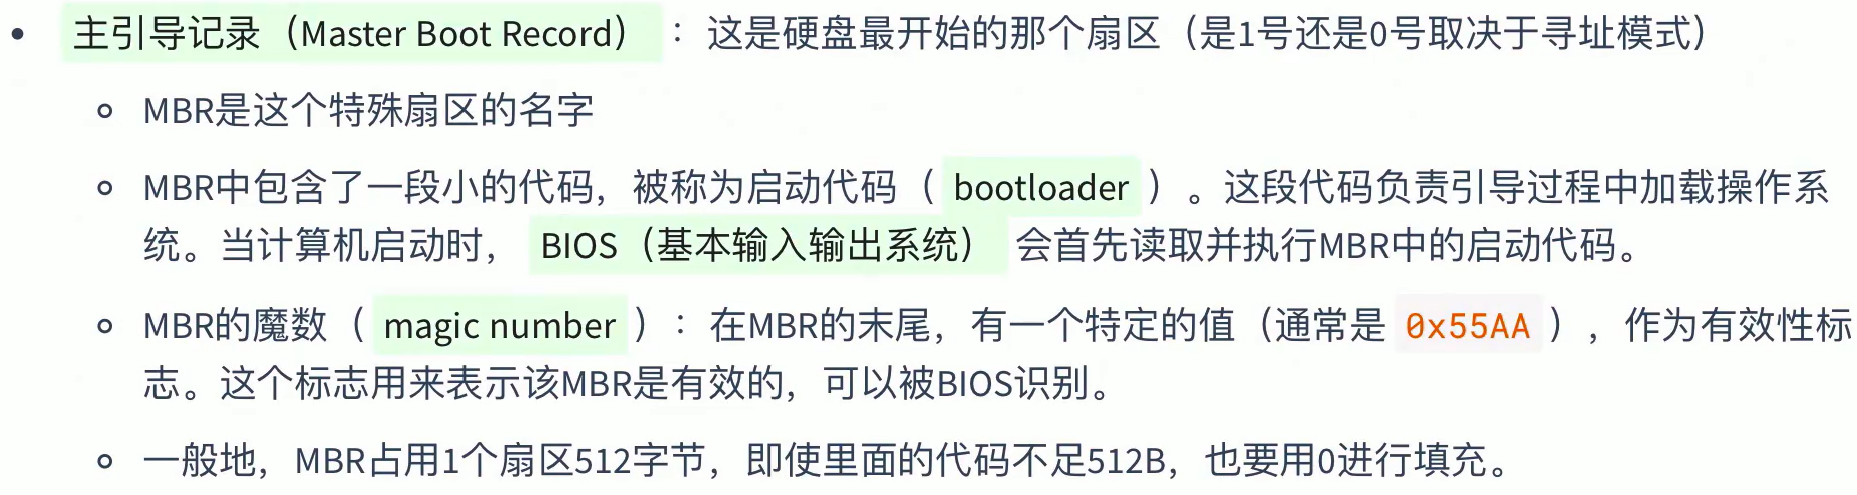 主引导记录（Master Boot Record）：这是硬盘最开始的那个扇区（是1号还是0号取决于寻址模式）
MBR是这个特殊扇区的名字
MBR中包含了一段小的代码，被称为启动代码（ bootloader ）。这段代码负责引导过程中加载操作系
统。当计算机启动时， BIOS（基本输入输出系统） 会首先读取并执行MBR中的启动代码。
MBR的魔数（ magic number ）：在MBR的末尾，有一个特定的值（通常是 0x55AA ），作为有效性标
志。这个标志用来表示该MBR是有效的，可以被BIOS识别。
一般地，MBR占用1个扇区512字节，即使里面的代码不足512B，也要用0进行填充。